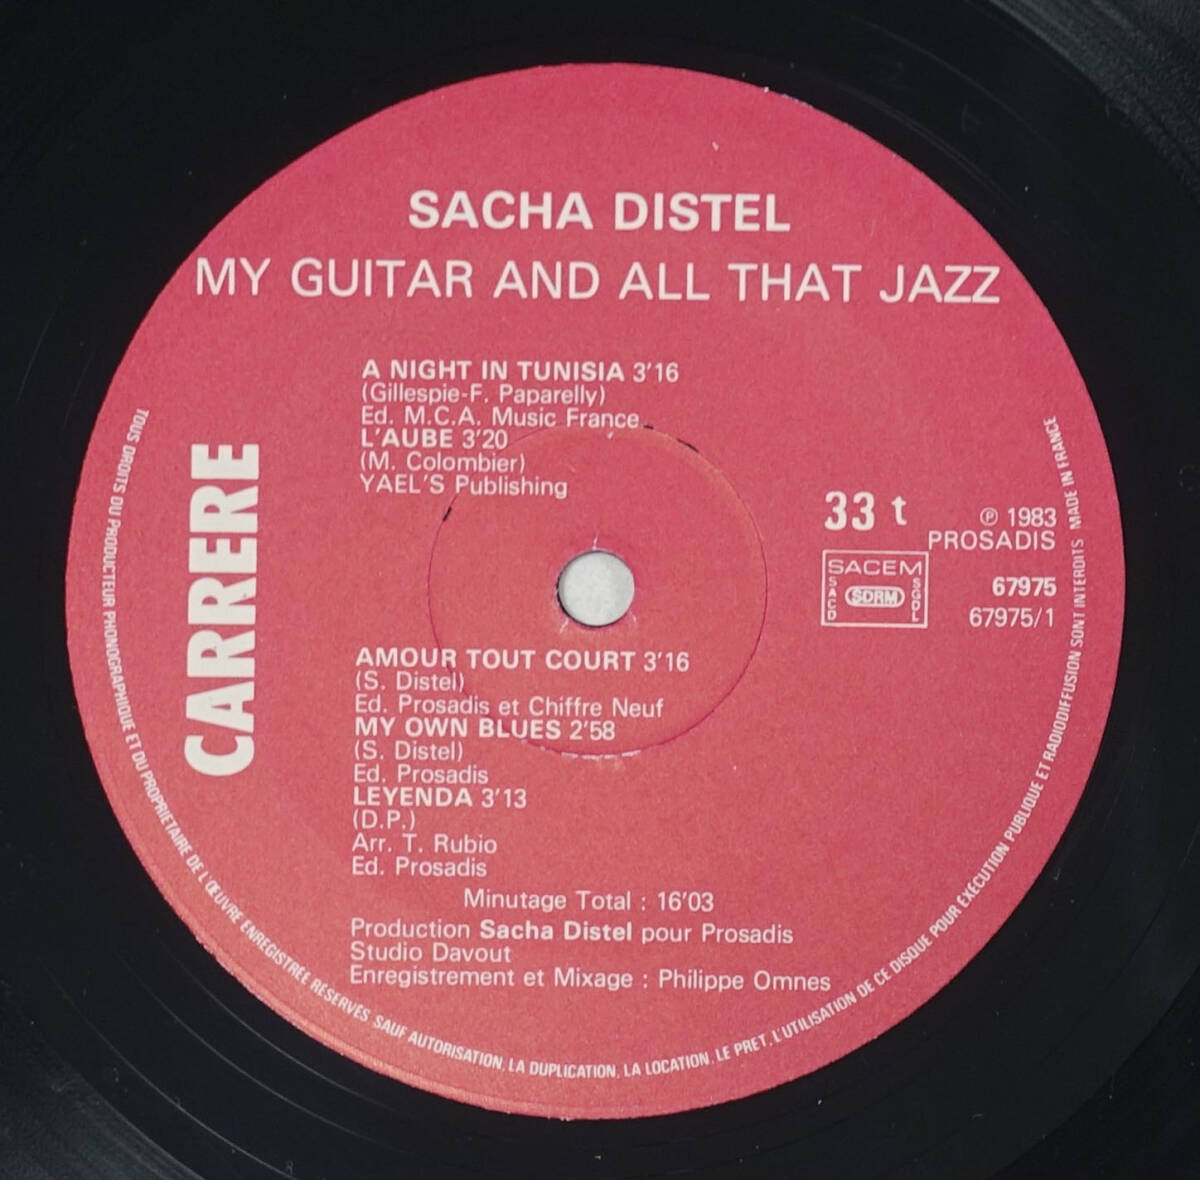 SACHA DISTEL
MY GUITAR AND ALL THAT JAZZ
A NIGHT IN TUNISIA 3'16
(Gillespie-F. Paparelly)
Ed. M.C.A. Music France
L'AUBE 3'20
(M. Colombier)
YAEL'S Publishing
CARRERE
33 t
℗ 1983
PROSADIS
SACEM
SACD
SDRM
SGDL
67975
67975/1
AMOUR TOUT COURT 3'16
(S. Distel)
Ed. Prosadis et Chiffre Neuf
MY OWN BLUES 2'58
(S. Distel)
Ed. Prosadis
LEYENDA 3'13
(D.P.)
Arr. T. Rubio
Ed. Prosadis
Minutage Total : 16'03
Production Sacha Distel pour Prosadis
Studio Davout
Enregistrement et Mixage : Philippe Omnes
TOUS DROITS DU PRODUCTEUR PHONOGRAPHIQUE ET DU PROPRIETAIRE DE L'ŒUVRE ENREGISTREE RESERVES. SAUF AUTORISATION, LA DUPLICATION, LA LOCATION, LE PRET, L'UTILISATION DE CE DISQUE POUR EXECUTION PUBLIQUE ET RADIODIFFUSION SONT INTERDITS MADE IN FRANCE